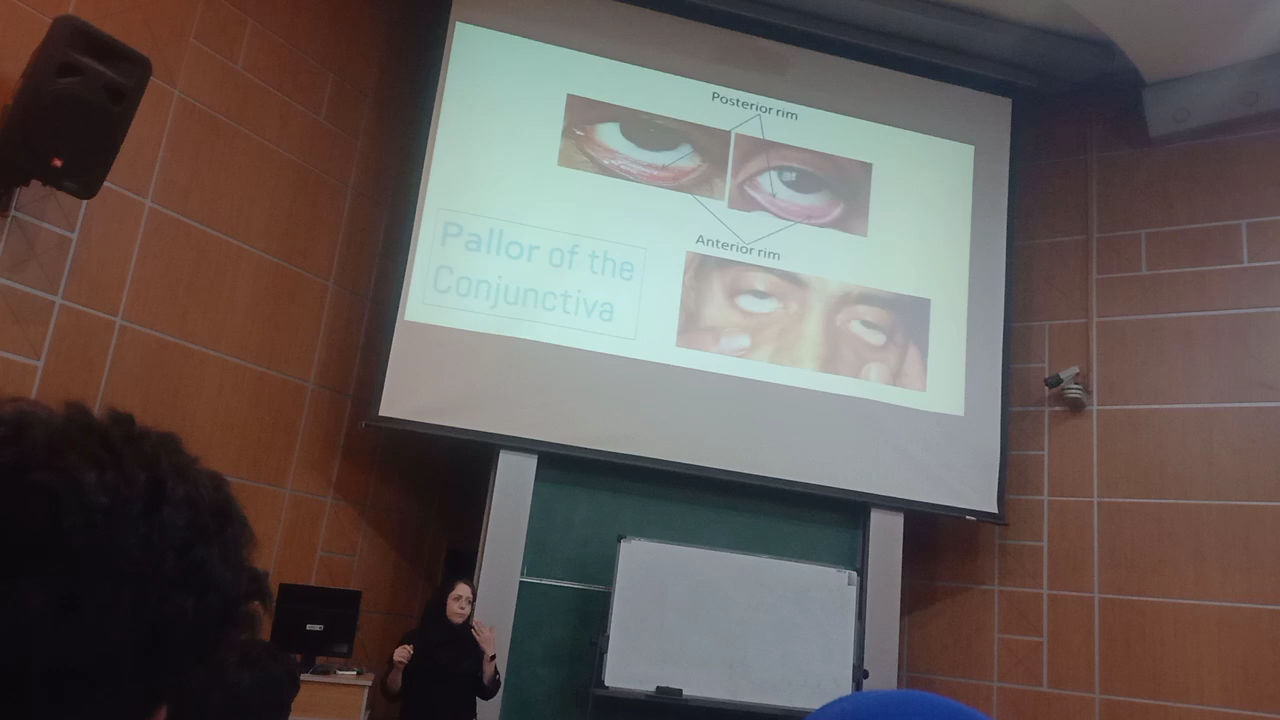 Posterior rim
Anterior rim
Pallor of the
Conjunctiva